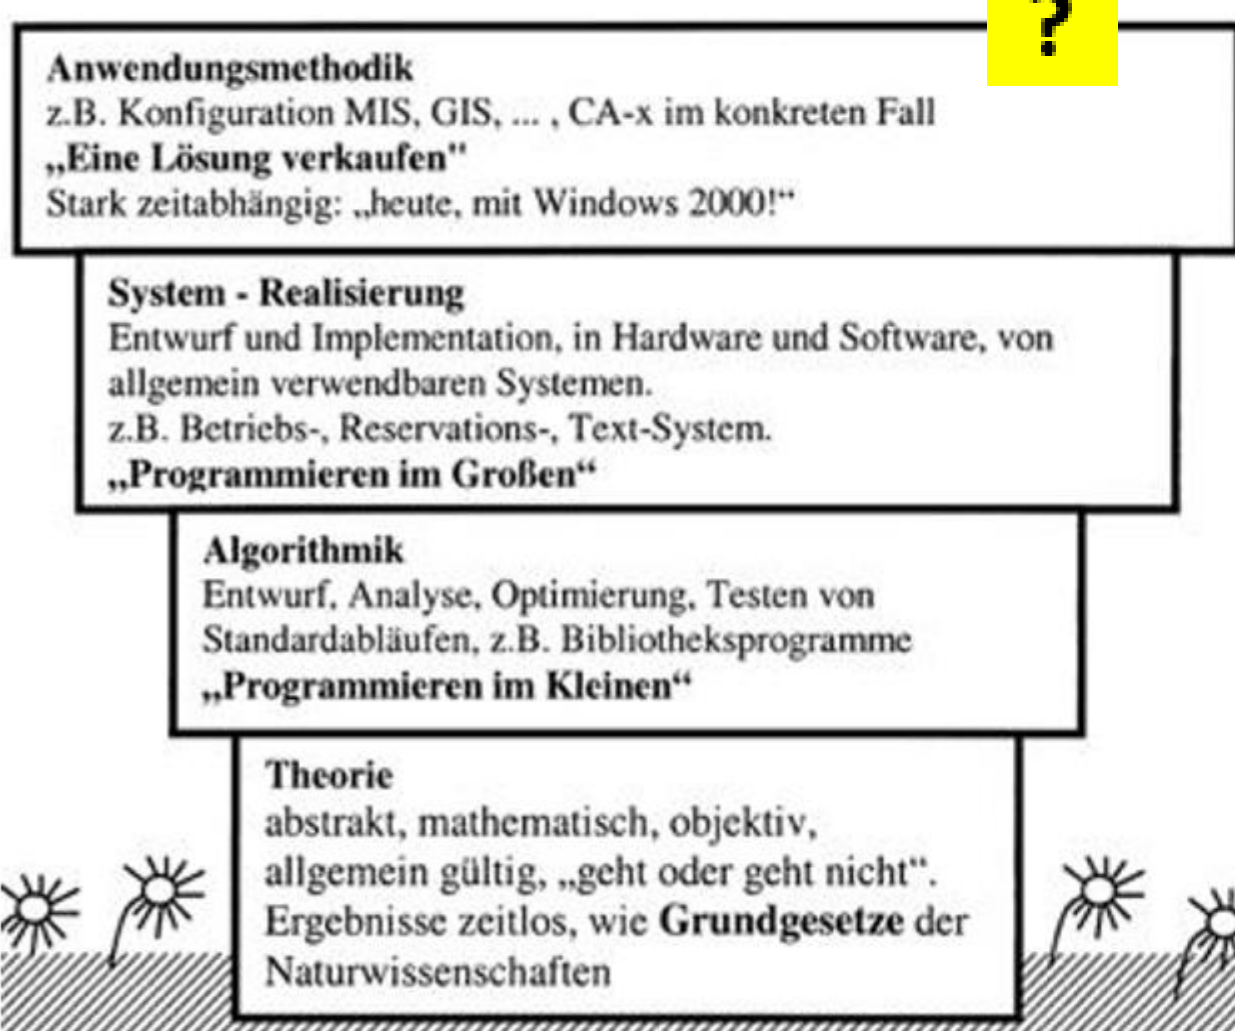 ?
Anwendungsmethodik
z.B. Konfiguration MIS, GIS, ... , CA-x im konkreten Fall
„Eine Lösung verkaufen"
Stark zeitabhängig: „heute, mit Windows 2000!“
System - Realisierung
Entwurf und Implementation, in Hardware und Software, von
allgemein verwendbaren Systemen.
z.B. Betriebs-, Reservations-, Text-System.
„Programmieren im Großen“
Algorithmik
Entwurf, Analyse, Optimierung, Testen von
Standardabläufen, z.B. Bibliotheksprogramme
„Programmieren im Kleinen“
Theorie
abstrakt, mathematisch, objektiv,
allgemein gültig, „geht oder geht nicht“.
Ergebnisse zeitlos, wie Grundgesetze der
Naturwissenschaften